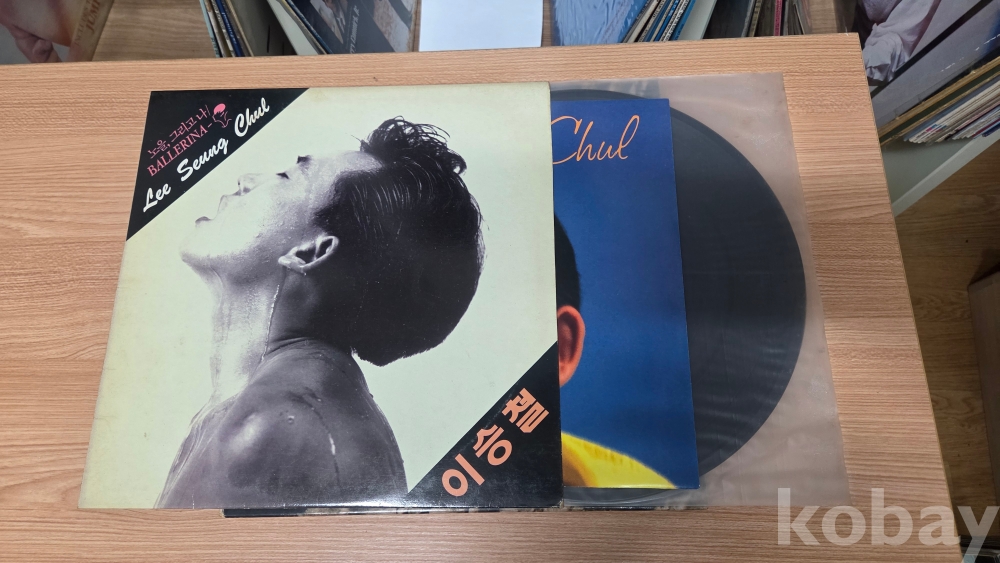 노을, 그리고 나/
BALLERINA-
Lee Seung Chul
Chul
이승철
kobay